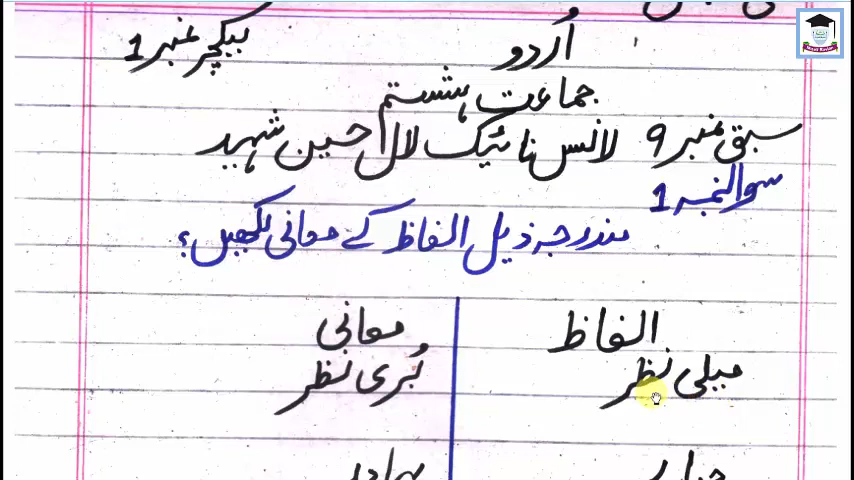 لیکچر نمبر 1
اُردو
جماعت ہشتم
سبق نمبر 9 لانس نائیک لال حسین شہید
سوال نمبر 1
مندرجہ ذیل الفاظ کے معانی لکھیں؟
الفاظ معانی
میلی نظر بُری نظر